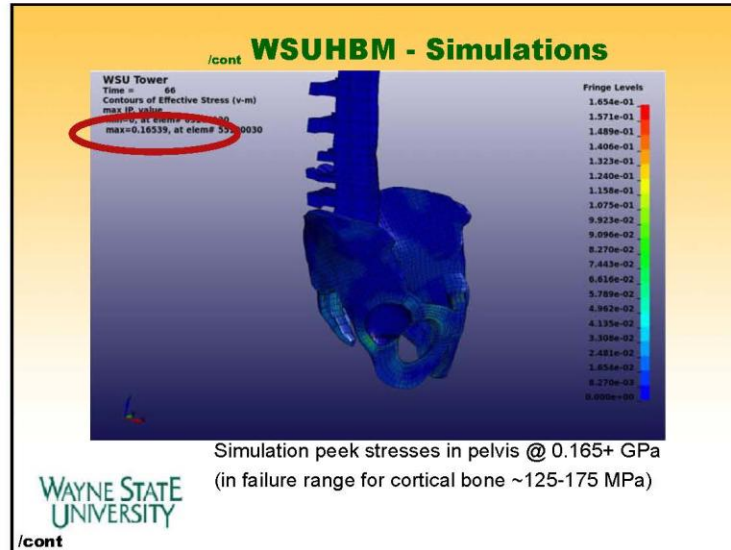 /cont WSUHBM - Simulations
WSU Tower
Time = 66
Contours of Effective Stress (v-m)
max IP. value
max=0.16539, at elem#
Fringe Levels
1.654e-01
1.571e-01
1.489e-01
1.406e-01
1.323e-01
1.240e-01
1.158e-01
1.075e-01
9.923e-02
9.096e-02
8.270e-02
7.443e-02
6.616e-02
5.789e-02
4.962e-02
4.135e-02
3.308e-02
2.481e-02
1.654e-02
8.270e-03
0.000e+00
Simulation peek stresses in pelvis @ 0.165+ GPa
(in failure range for cortical bone ~125-175 MPa)
WAYNE STATE
UNIVERSITY
/cont